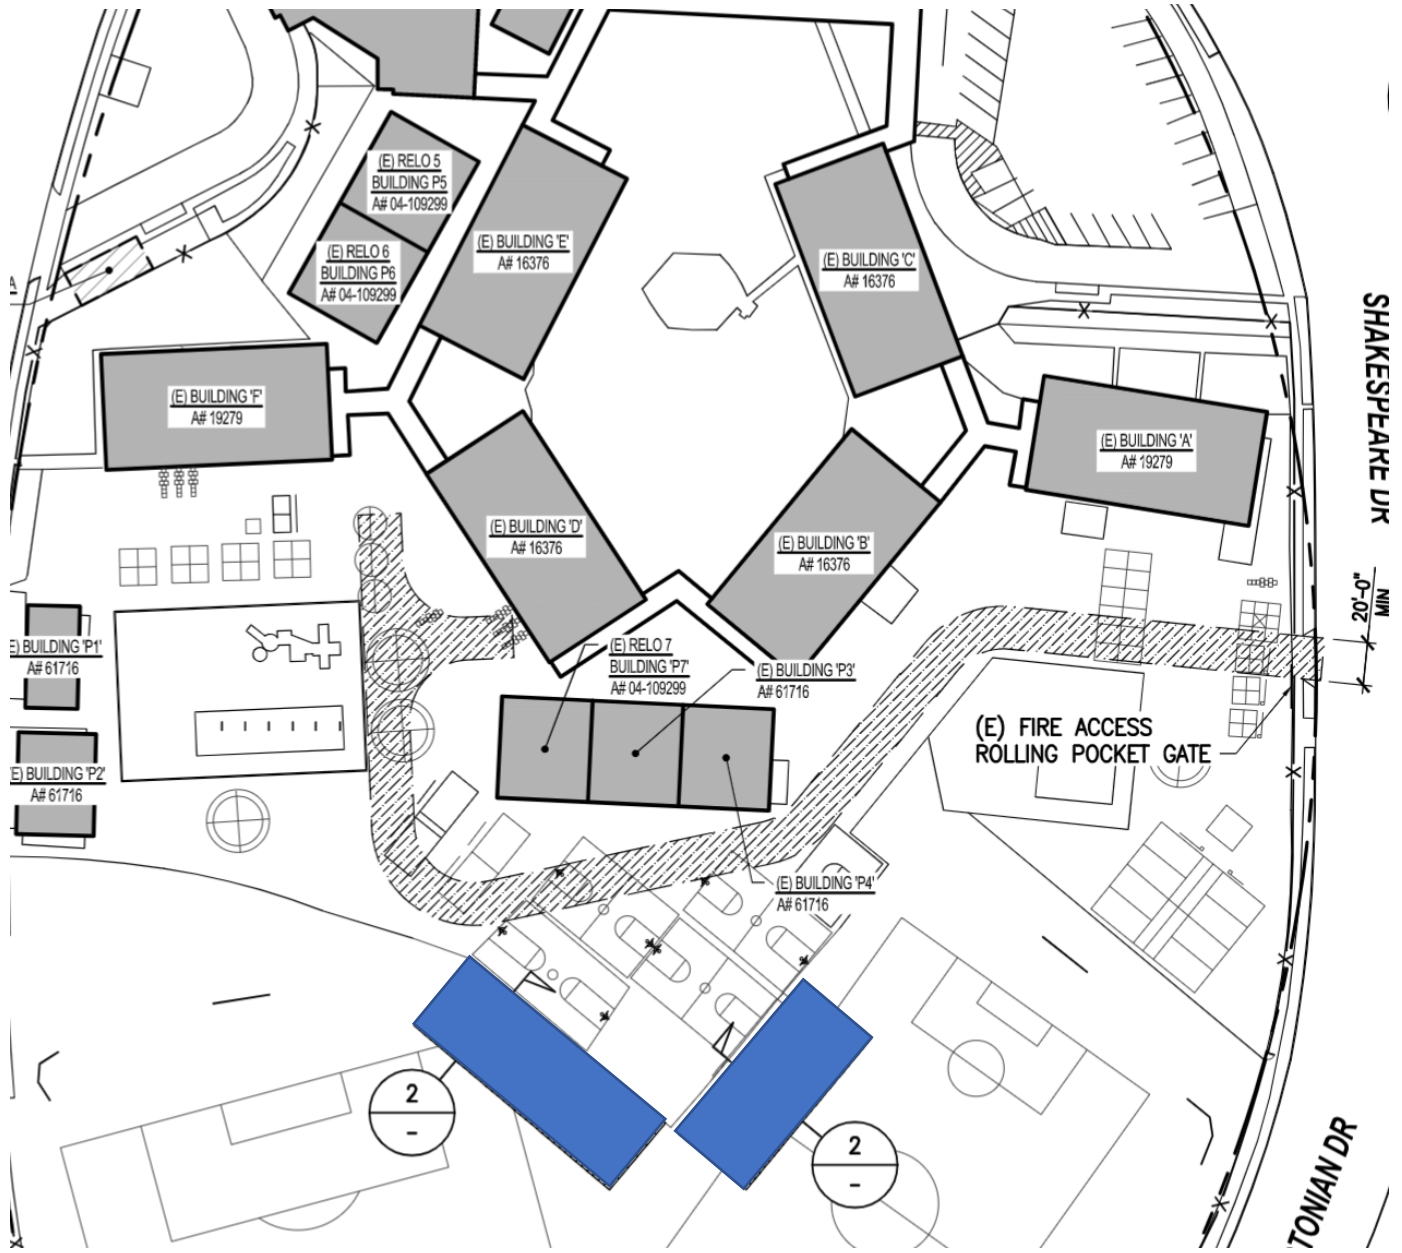 (E) RELO 5
BUILDING P5
A# 04-109299
(E) RELO 6
BUILDING P6
A# 04-109299
(E) BUILDING 'E'
A# 16376
(E) BUILDING 'C'
A# 16376
(E) BUILDING 'F'
A# 19279
(E) BUILDING 'A'
A# 19279
SHAKESPEARE DR
(E) BUILDING 'D'
A# 16376
(E) BUILDING 'B'
A# 16376
20'-0"
MIN
E) BUILDING 'P1'
A# 61716
(E) RELO 7
BUILDING 'P7'
A# 04-109299
(E) BUILDING 'P3'
A# 61716
(E) FIRE ACCESS
ROLLING POCKET GATE
E) BUILDING 'P2'
A# 61716
(E) BUILDING 'P4'
A# 61716
2
-
2
-
TONIAN DR